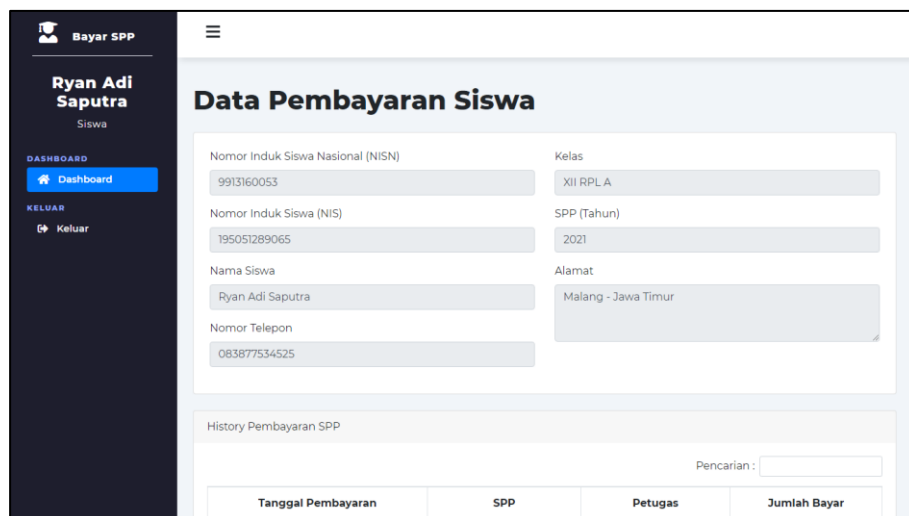 Bayar SPP
Ryan Adi
Saputra
Siswa
DASHBOARD
Dashboard
KELUAR
Keluar
Data Pembayaran Siswa
Nomor Induk Siswa Nasional (NISN)
9913160053
Nomor Induk Siswa (NIS)
195051289065
Nama Siswa
Ryan Adi Saputra
Nomor Telepon
083877534525
Kelas
XII RPL A
SPP (Tahun)
2021
Alamat
Malang - Jawa Timur
History Pembayaran SPP
Pencarian :
Tanggal Pembayaran SPP Petugas Jumlah Bayar